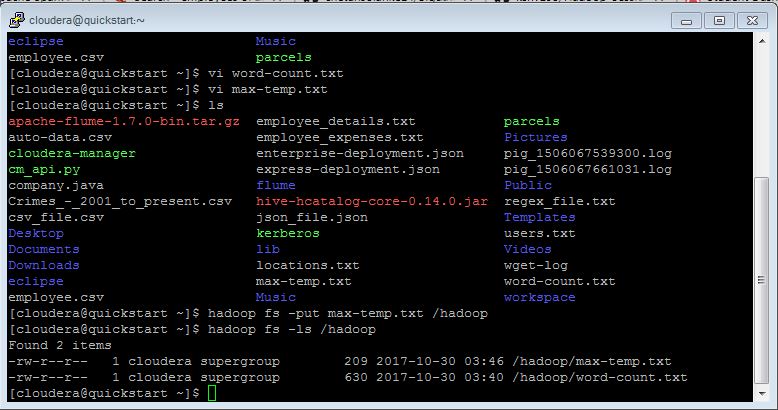 cloudera@quickstart:~
eclipse Music
employee.csv parcels
[cloudera@quickstart ~]$ vi word-count.txt
[cloudera@quickstart ~]$ vi max-temp.txt
[cloudera@quickstart ~]$ ls
apache-flume-1.7.0-bin.tar.gz employee_details.txt parcels
auto-data.csv employee_expenses.txt Pictures
cloudera-manager enterprise-deployment.json pig_1506067539300.log
cm_api.py express-deployment.json pig_1506067661031.log
company.java flume Public
Crimes_-_2001_to_present.csv hive-hcatalog-core-0.14.0.jar regex_file.txt
csv_file.csv json_file.json Templates
Desktop kerberos users.txt
Documents lib Videos
Downloads locations.txt wget-log
eclipse max-temp.txt word-count.txt
employee.csv Music workspace
[cloudera@quickstart ~]$ hadoop fs -put max-temp.txt /hadoop
[cloudera@quickstart ~]$ hadoop fs -ls /hadoop
Found 2 items
-rw-r--r-- 1 cloudera supergroup 209 2017-10-30 03:46 /hadoop/max-temp.txt
-rw-r--r-- 1 cloudera supergroup 630 2017-10-30 03:40 /hadoop/word-count.txt
[cloudera@quickstart ~]$